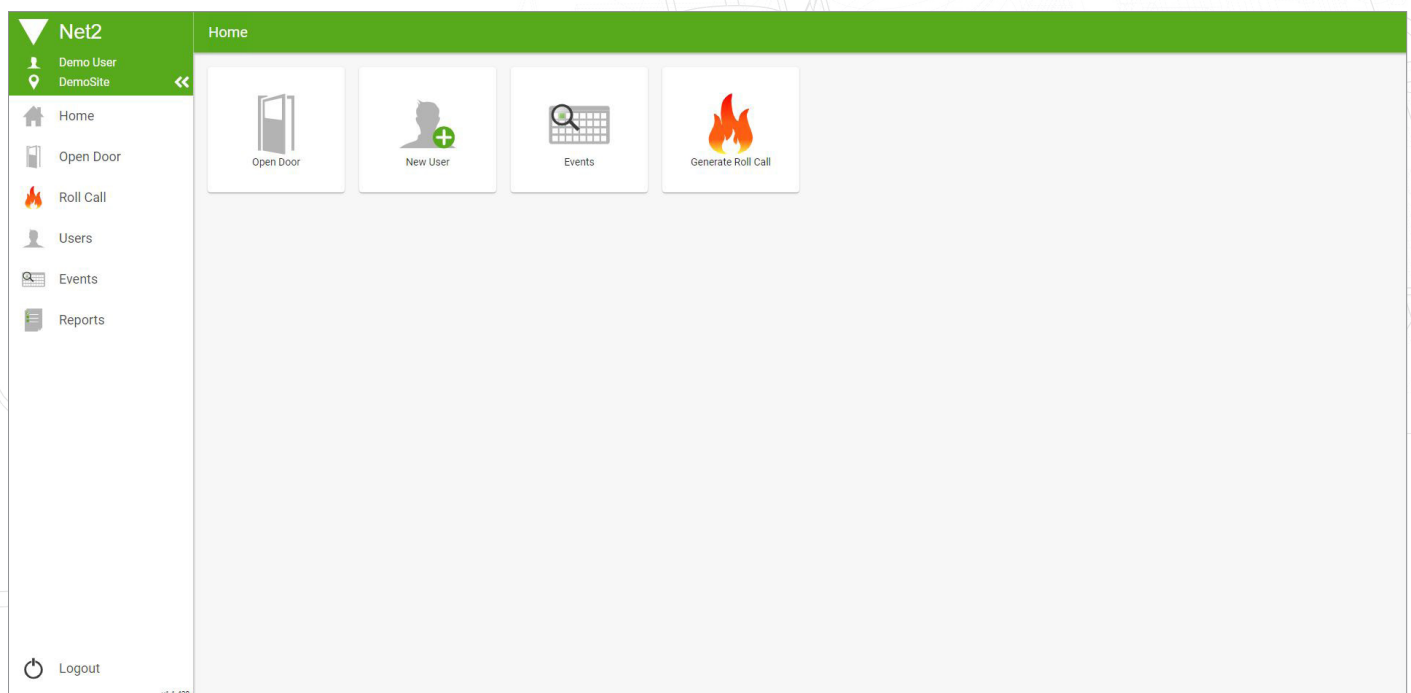 Net2
Demo User
DemoSite
Home
Open Door
Roll Call
Users
Events
Reports
Logout
Home
Open Door
New User
Events
Generate Roll Call